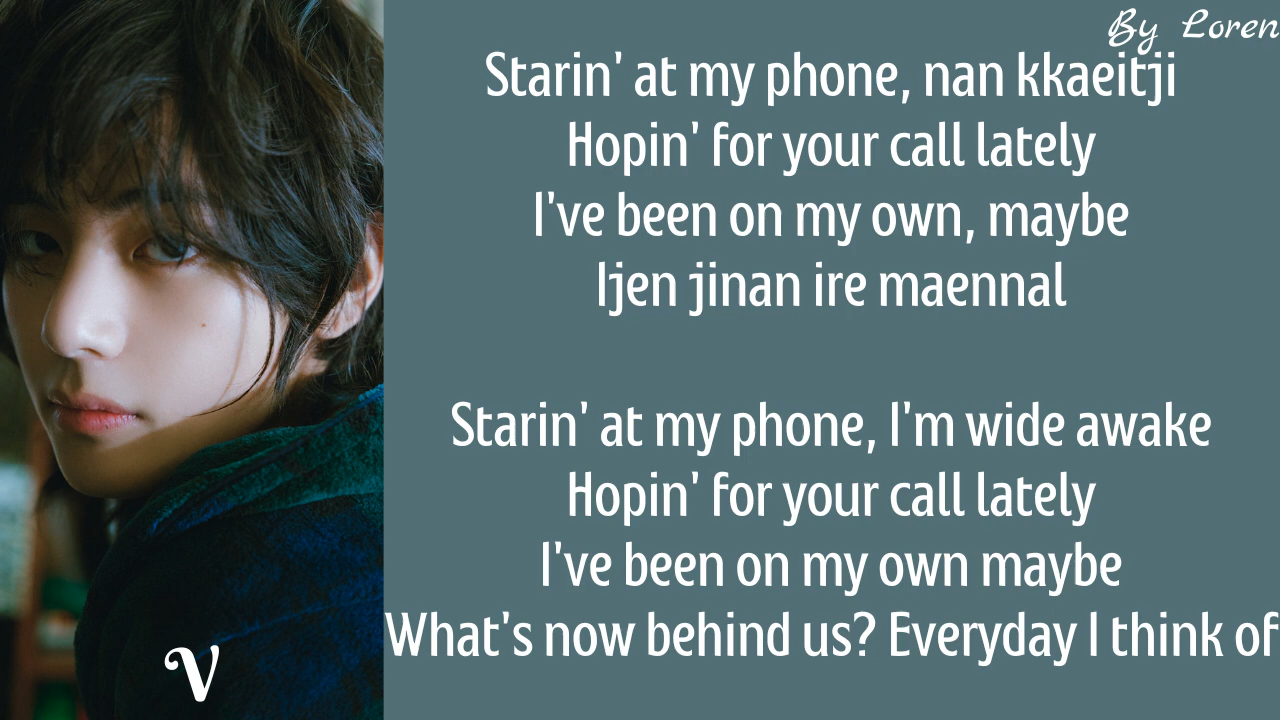 By Loren
Starin' at my phone, nan kkaeitji
Hopin' for your call lately
I've been on my own, maybe
Ijen jinan ire maennal
Starin' at my phone, I'm wide awake
Hopin' for your call lately
I've been on my own maybe
What's now behind us? Everyday I think of
V